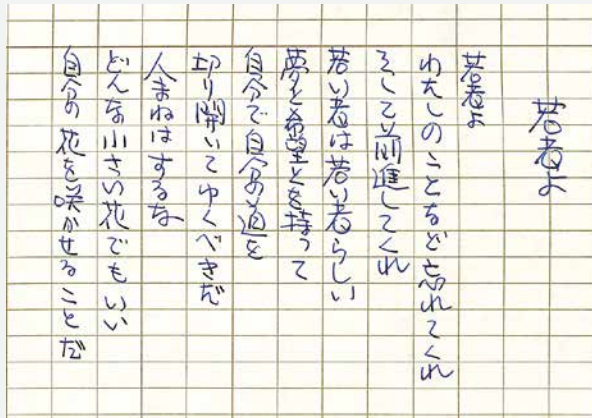 若者よ
若者よ
わたしのことなど忘れてくれ
そして前進してくれ
若い者は若い者らしい
夢と希望とを持って
自分で自分の道を
切り開いてゆくべきだ
人まねはするな
どんな小さい花でもいい
自分の花を咲かせることだ